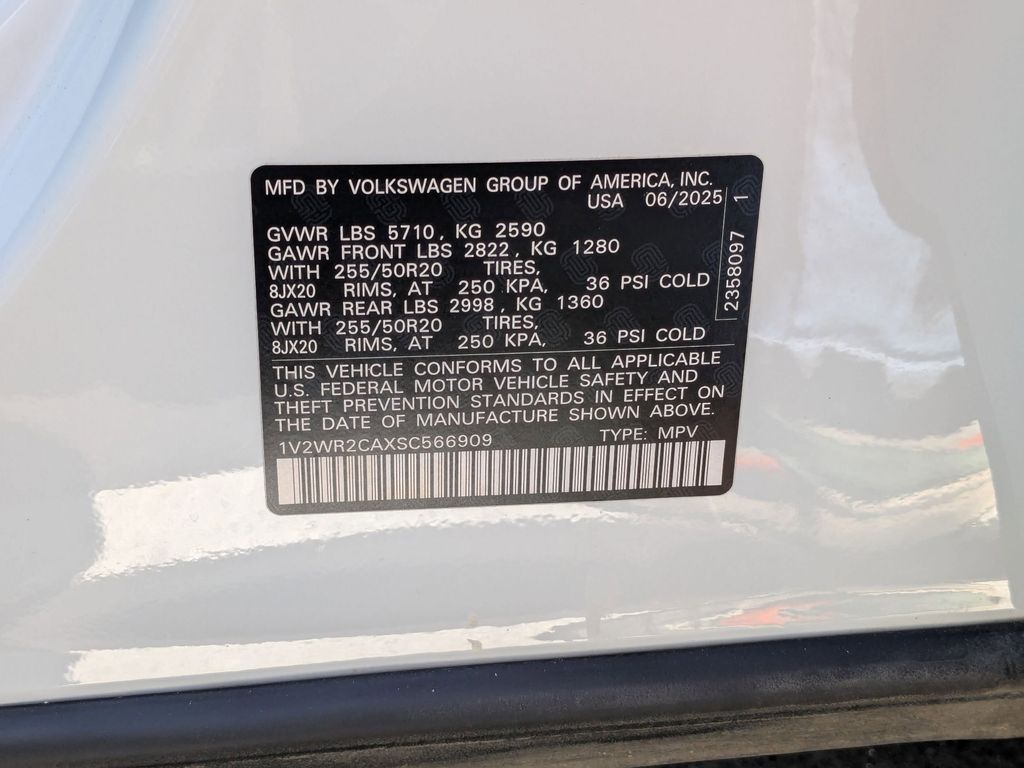 MFD BY VOLKSWAGEN GROUP OF AMERICA, INC.
USA 06/2025
GVWR LBS 5710, KG 2590
GAWR FRONT LBS 2822, KG 1280
WITH 255/50R20 TIRES,
8JX20 RIMS, AT 250 KPA, 36 PSI COLD
GAWR REAR LBS 2998, KG 1360
WITH 255/50R20 TIRES,
8JX20 RIMS, AT 250 KPA, 36 PSI COLD
2358097 1
THIS VEHICLE CONFORMS TO ALL APPLICABLE
U.S. FEDERAL MOTOR VEHICLE SAFETY AND
THEFT PREVENTION STANDARDS IN EFFECT ON
THE DATE OF MANUFACTURE SHOWN ABOVE.
1V2WR2CAXSC566909 TYPE: MPV